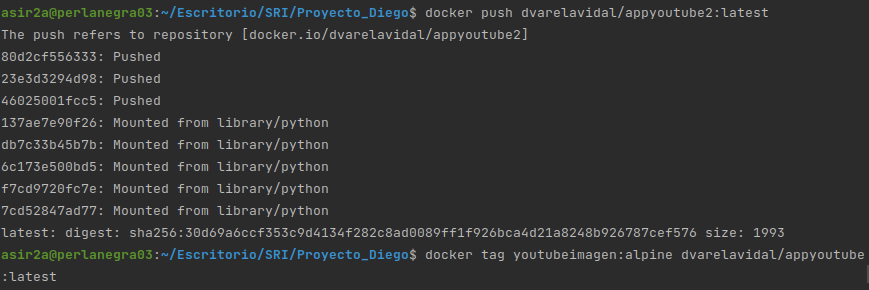 asir2a@perlanegra03:~/Escritorio/SRI/Proyecto_Diego$ docker push dvarelavidal/appyoutube2:latest
The push refers to repository [docker.io/dvarelavidal/appyoutube2]
80d2cf556333: Pushed
23e3d3294d98: Pushed
46025001fcc5: Pushed
137ae7e90f26: Mounted from library/python
db7c33b45b7b: Mounted from library/python
6c173e500bd5: Mounted from library/python
f7cd9720fc7e: Mounted from library/python
7cd52847ad77: Mounted from library/python
latest: digest: sha256:30d69a6ccf353c9d4134f282c8ad0089ff1f926bca4d21a8248b926787cef576 size: 1993
asir2a@perlanegra03:~/Escritorio/SRI/Proyecto_Diego$ docker tag youtubeimagen:alpine dvarelavidal/appyoutube
:latest